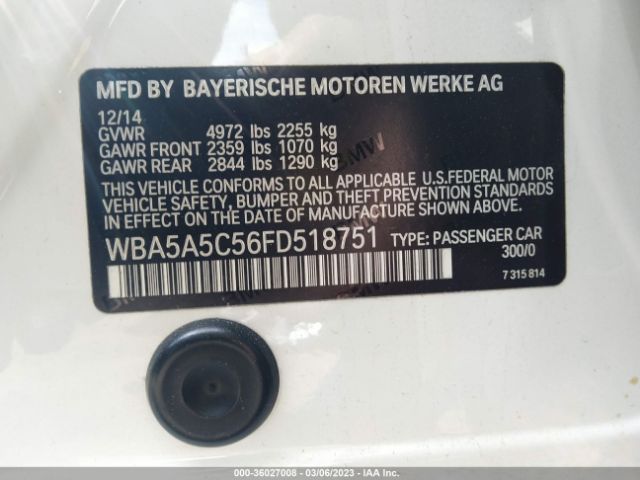 MFD BY BAYERISCHE MOTOREN WERKE AG
12/14
GVWR 4972 lbs 2255 kg
GAWR FRONT 2359 lbs 1070 kg
GAWR REAR 2844 lbs 1290 kg
THIS VEHICLE CONFORMS TO ALL APPLICABLE U.S.FEDERAL MOTOR
VEHICLE SAFETY, BUMPER AND THEFT PREVENTION STANDARDS
IN EFFECT ON THE DATE OF MANUFACTURE SHOWN ABOVE.
WBA5A5C56FD518751 TYPE: PASSENGER CAR
300/0
7 315 814
000-36027008 - 03/06/2023 - IAAI.COM